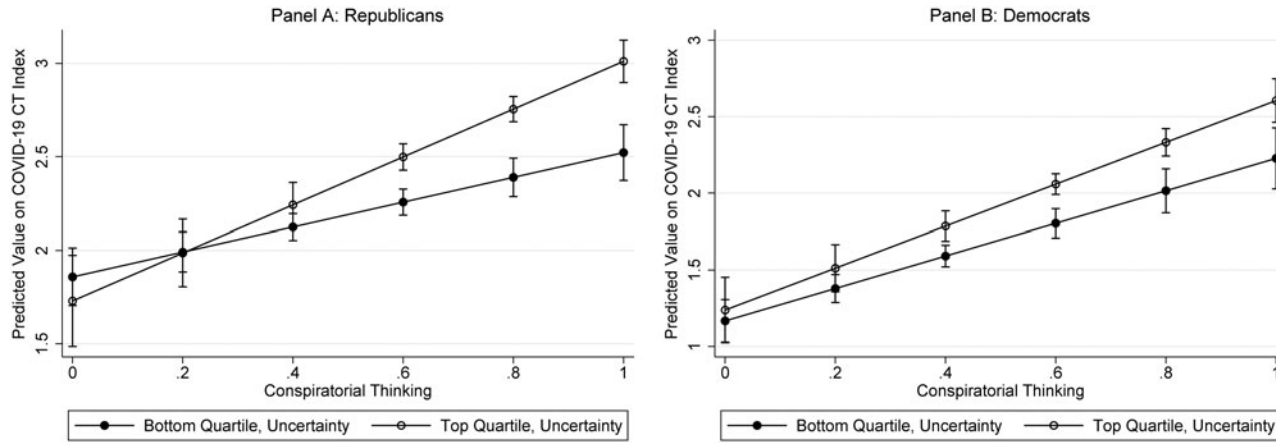 Panel A: Republicans
Predicted Value on COVID-19 CT Index
3
2.5
2
1.5
0 .2 .4 .6 .8 1
Conspiratorial Thinking
Bottom Quartile, Uncertainty Top Quartile, Uncertainty
Panel B: Democrats
Predicted Value on COVID-19 CT Index
3
2.5
2
1.5
1
0 .2 .4 .6 .8 1
Conspiratorial Thinking
Bottom Quartile, Uncertainty Top Quartile, Uncertainty